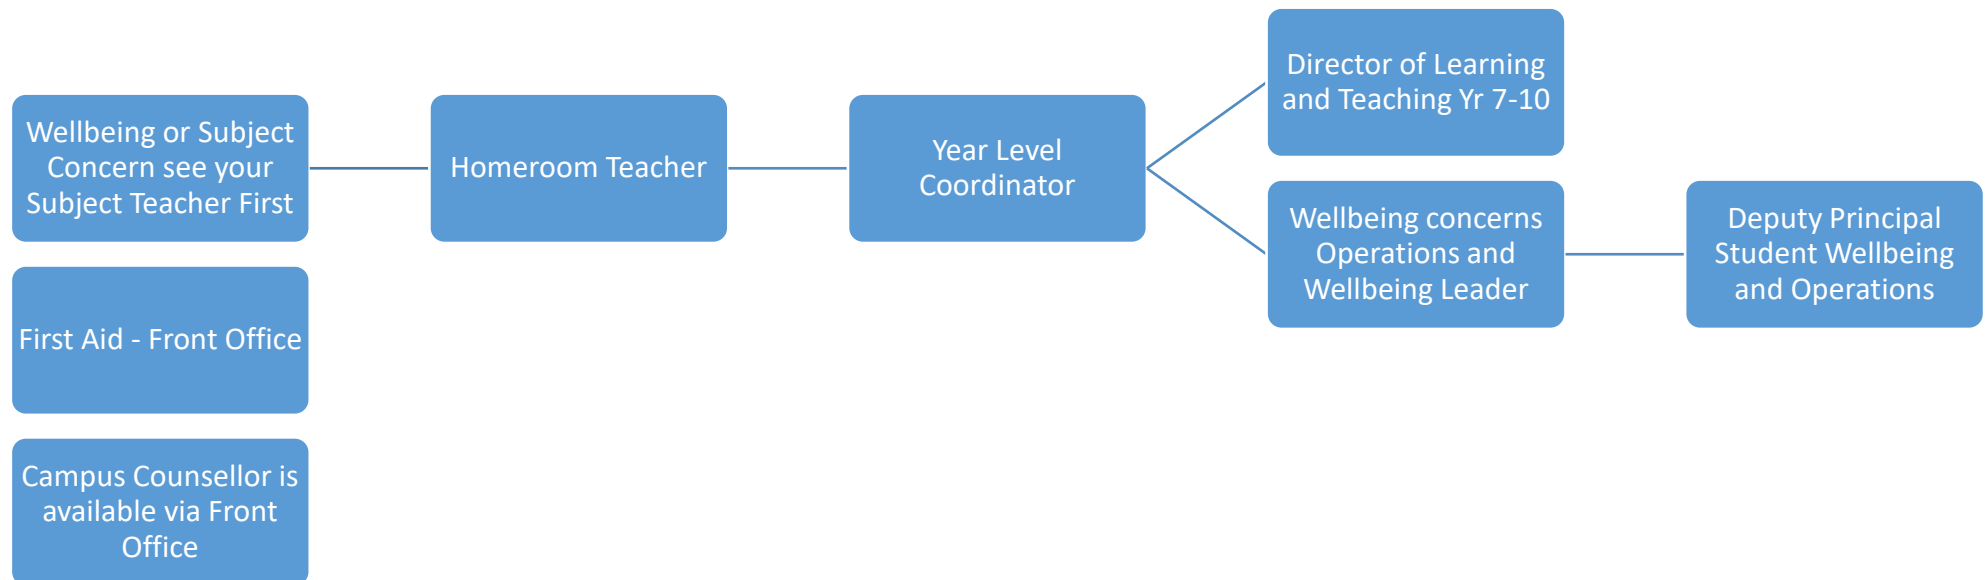 Wellbeing or Subject
Concern see your
Subject Teacher First
Homeroom Teacher
Year Level
Coordinator
Director of Learning
and Teaching Yr 7-10
Wellbeing concerns
Operations and
Wellbeing Leader
Deputy Principal
Student Wellbeing
and Operations
First Aid - Front Office
Campus Counsellor is
available via Front
Office